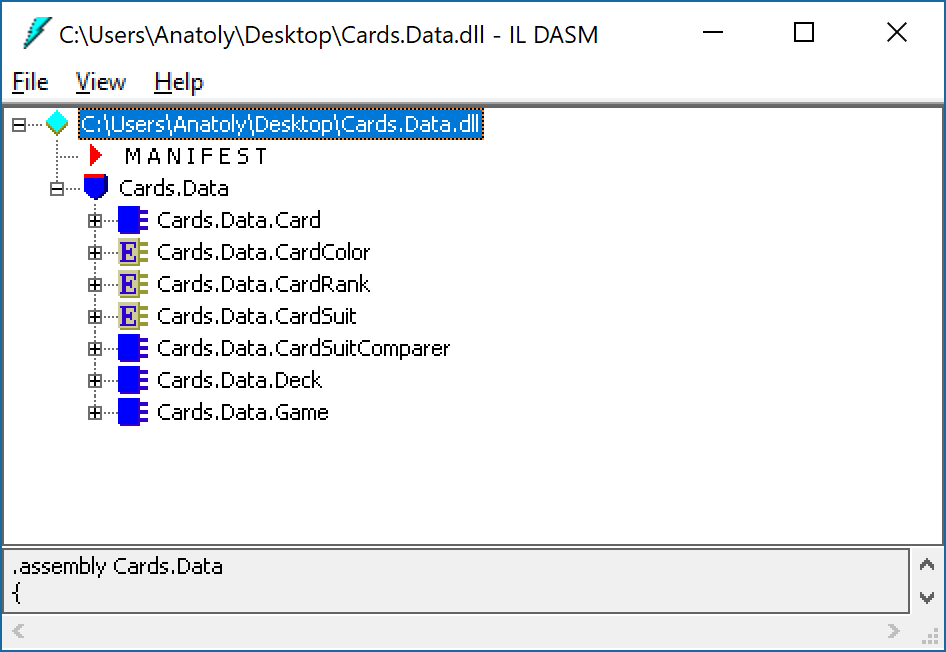 C:\Users\Anatoly\Desktop\Cards.Data.dll - IL DASM
File View Help
C:\Users\Anatoly\Desktop\Cards.Data.dll
MANIFEST
Cards.Data
Cards.Data.Card
E Cards.Data.CardColor
E Cards.Data.CardRank
E Cards.Data.CardSuit
Cards.Data.CardSuitComparer
Cards.Data.Deck
Cards.Data.Game
.assembly Cards.Data
{